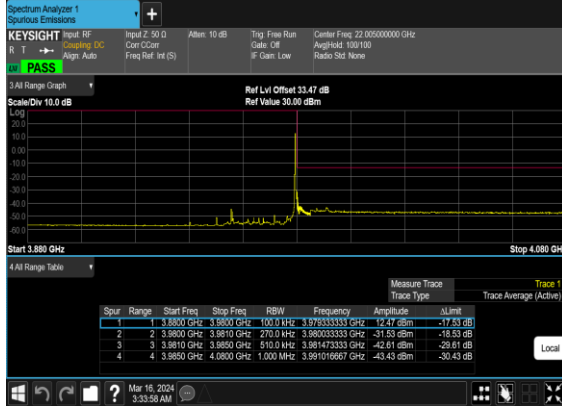 Spectrum Analyzer 1
Spurious Emissions
+
KEYSIGHT Input: RF Input Z: 50 Ω Atten: 10 dB Trig: Free Run Center Freq: 22.005000000 GHz
R T Coupling: DC Corr CCorr Gate: Off Avg|Hold: 100/100
Align: Auto Freq Ref: Int (S) IF Gain: Low Radio Std: None
PASS
3 All Range Graph
Ref Lvl Offset 33.47 dB
Scale/Div 10.0 dB Ref Value 30.00 dBm
Log
20.0
10.0
0.00
-10.0
-20.0
-30.0
-40.0
-50.0
-60.0
Start 3.880 GHz Stop 4.080 GH
4 All Range Table
Measure Trace Trace 1
Trace Type Trace Average (Active)
Spur Range Start Freq Stop Freq RBW Frequency Amplitude ΔLimit
1 1 3.8800 GHz 3.9800 GHz 100.0 kHz 3.979333333 GHz 12.47 dBm -17.53 dB
2 2 3.9800 GHz 3.9810 GHz 270.0 kHz 3.980033333 GHz -31.53 dBm -18.53 dB
3 3 3.9810 GHz 3.9850 GHz 510.0 kHz 3.981473333 GHz -42.61 dBm -29.61 dB
4 4 3.9850 GHz 4.0800 GHz 1.000 MHz 3.991016667 GHz -43.43 dBm -30.43 dB
Local
? Mar 16, 2024
3:33:58 AM